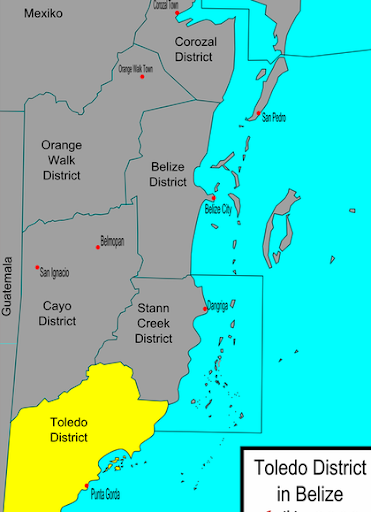 Corozal Town
Mexiko
Corozal
District
Orange Walk Town
San Pedro
Orange
Walk
District
Belize
District
Belize City
Belmopan
San Ignacio
Guatemala
Cayo
District
Stann
Creek
District
Dangriga
Toledo
District
Punta Gorda
Toledo District
in Belize